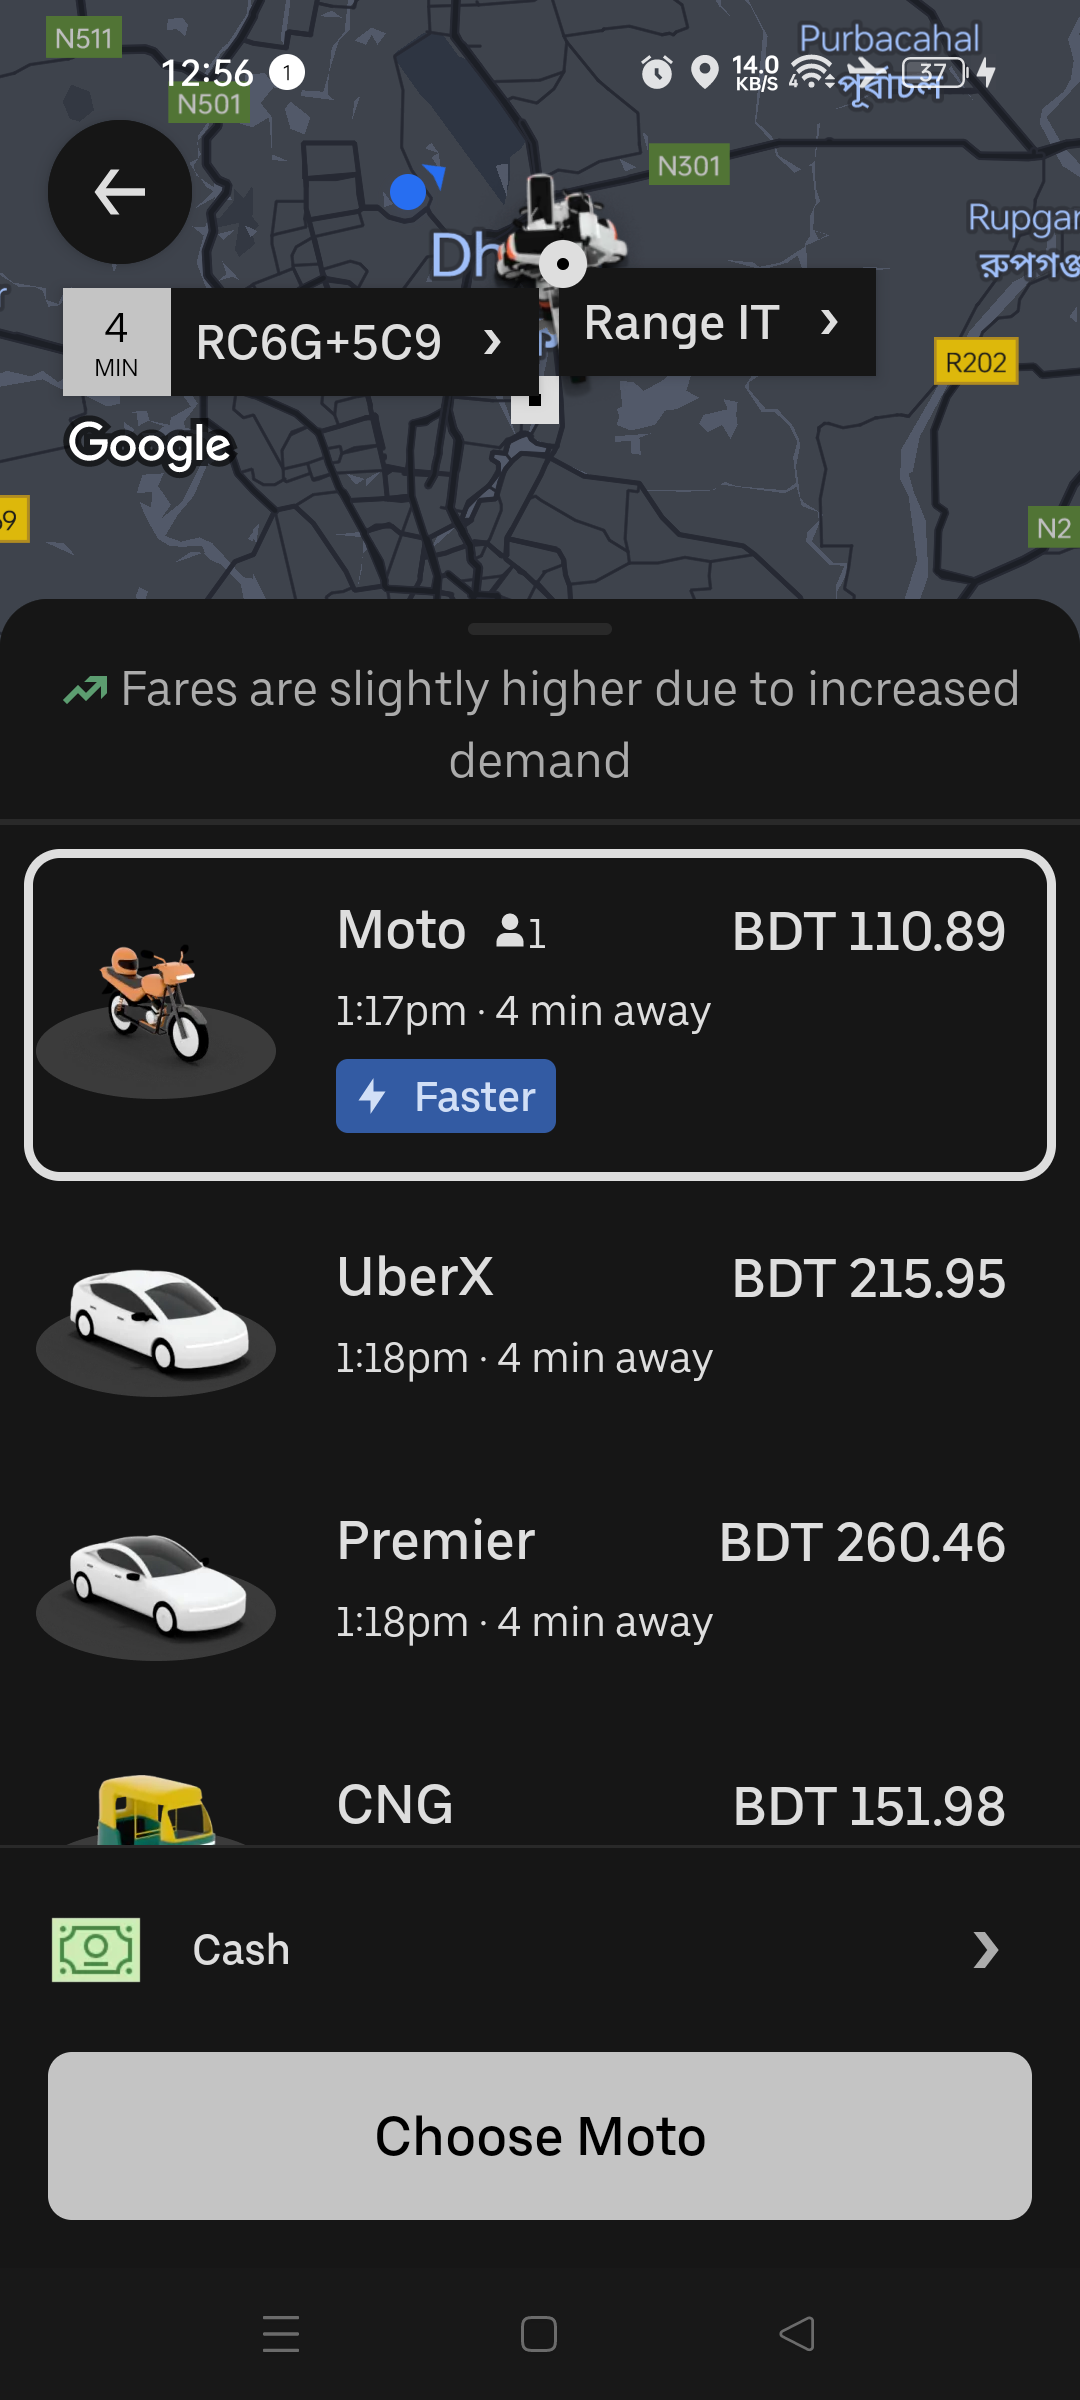 N511
Purbacahal
12:56 1
14.0
KB/S
37
পূর্বাচল
N501
N301
Rupgar
রূপগঞ্জ
Dh
4
MIN
RC6G+5C9
Range IT
R202
Google
69
N2
Fares are slightly higher due to increased
demand
Moto 1 BDT 110.89
1:17pm · 4 min away
Faster
UberX BDT 215.95
1:18pm · 4 min away
Premier BDT 260.46
1:18pm · 4 min away
CNG BDT 151.98
Cash
Choose Moto